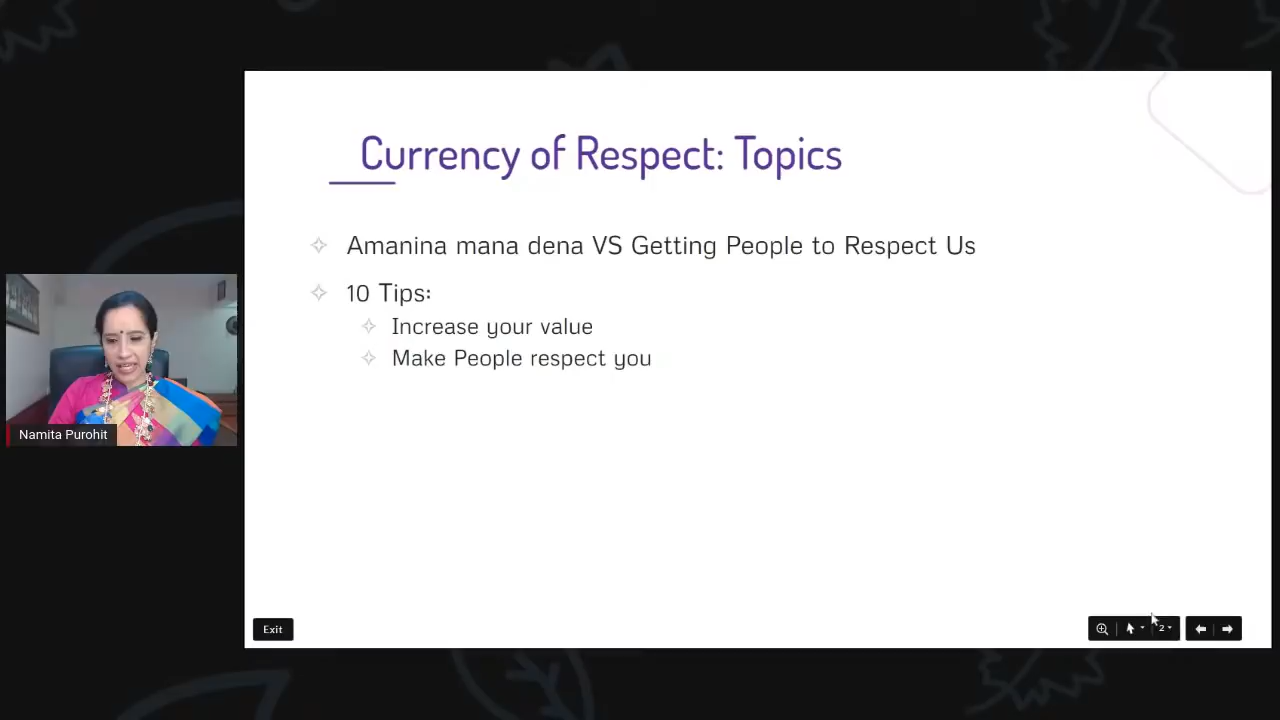 Currency of Respect: Topics
Amanina mana dena VS Getting People to Respect Us
10 Tips:
Increase your value
Make People respect you
Namita Purohit
Exit
2